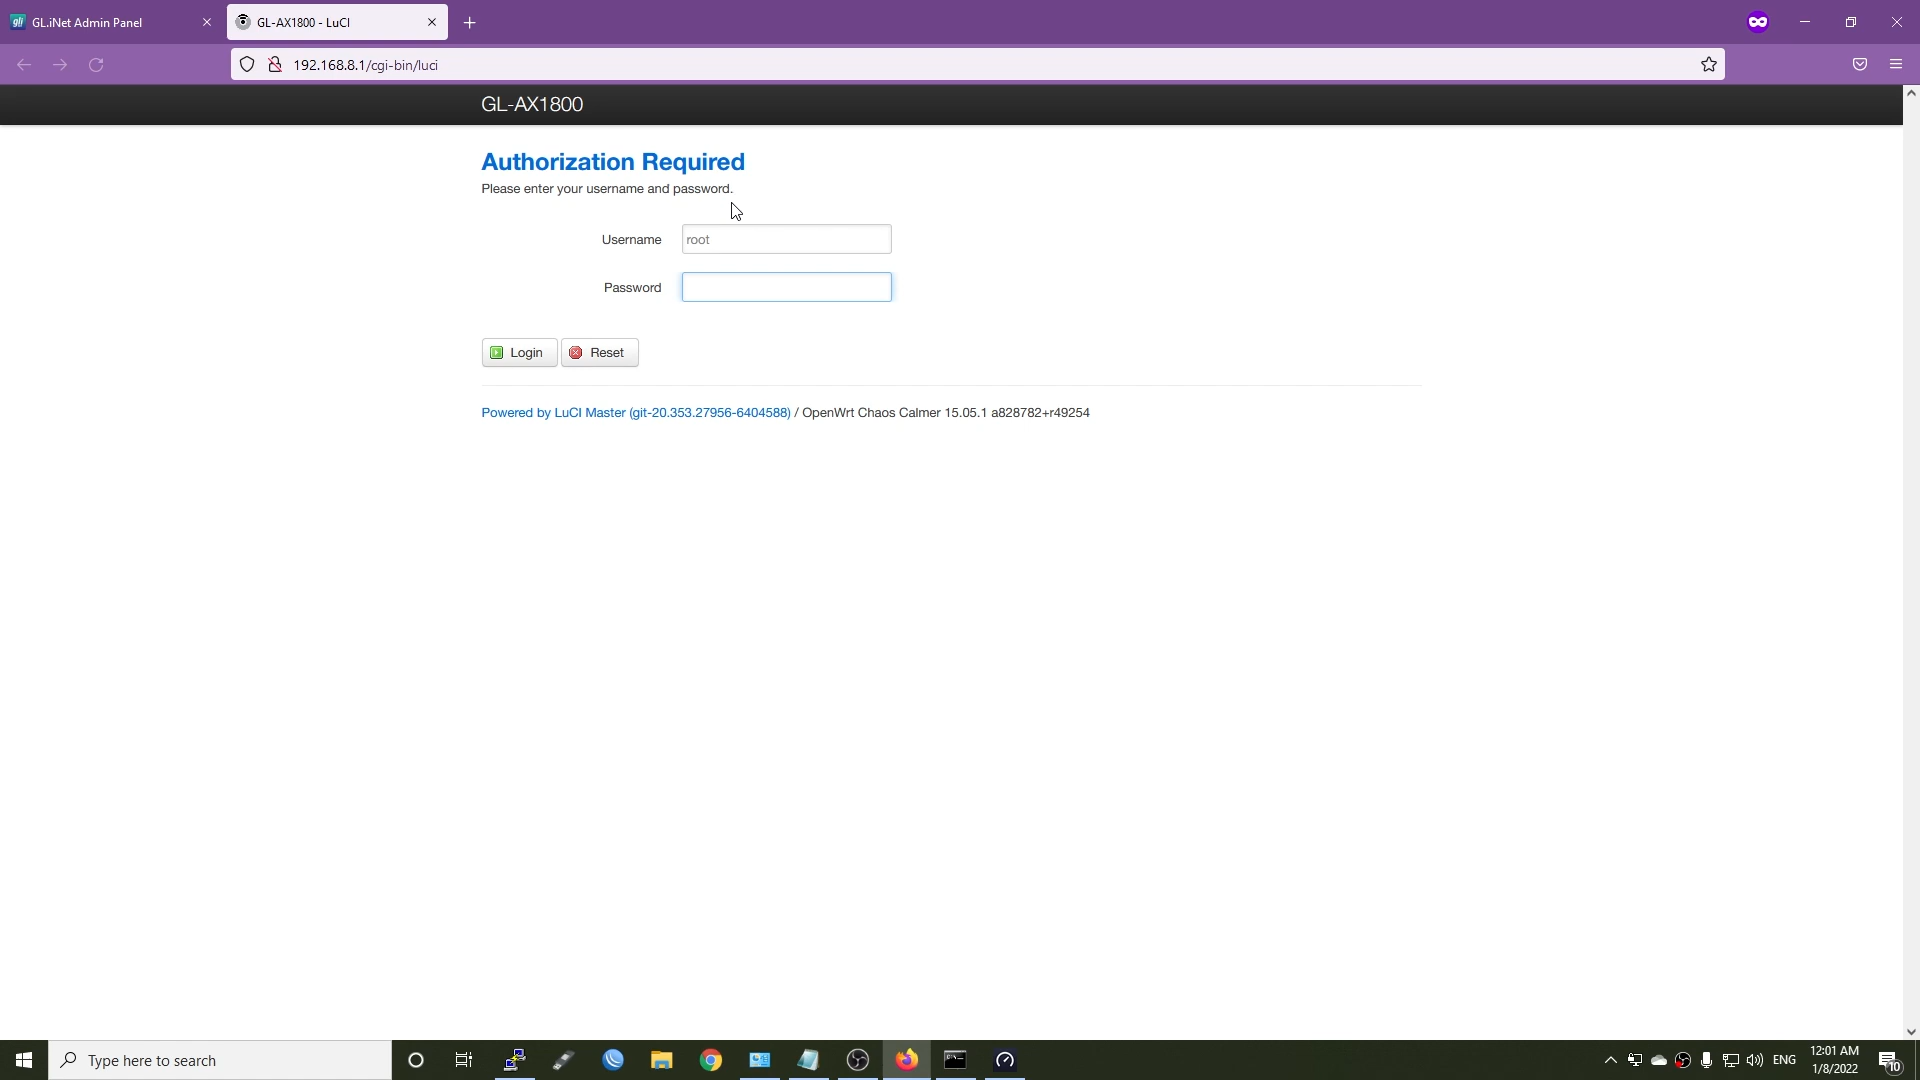 gli GL.iNet Admin Panel
GL-AX1800 - LuCI
192.168.8.1/cgi-bin/luci
GL-AX1800
Authorization Required
Please enter your username and password.
Username root
Password
Login Reset
Powered by LuCI Master (git-20.353.27956-6404588) / OpenWrt Chaos Calmer 15.05.1 a828782+r49254
Type here to search
ENG
12:01 AM
1/8/2022
10